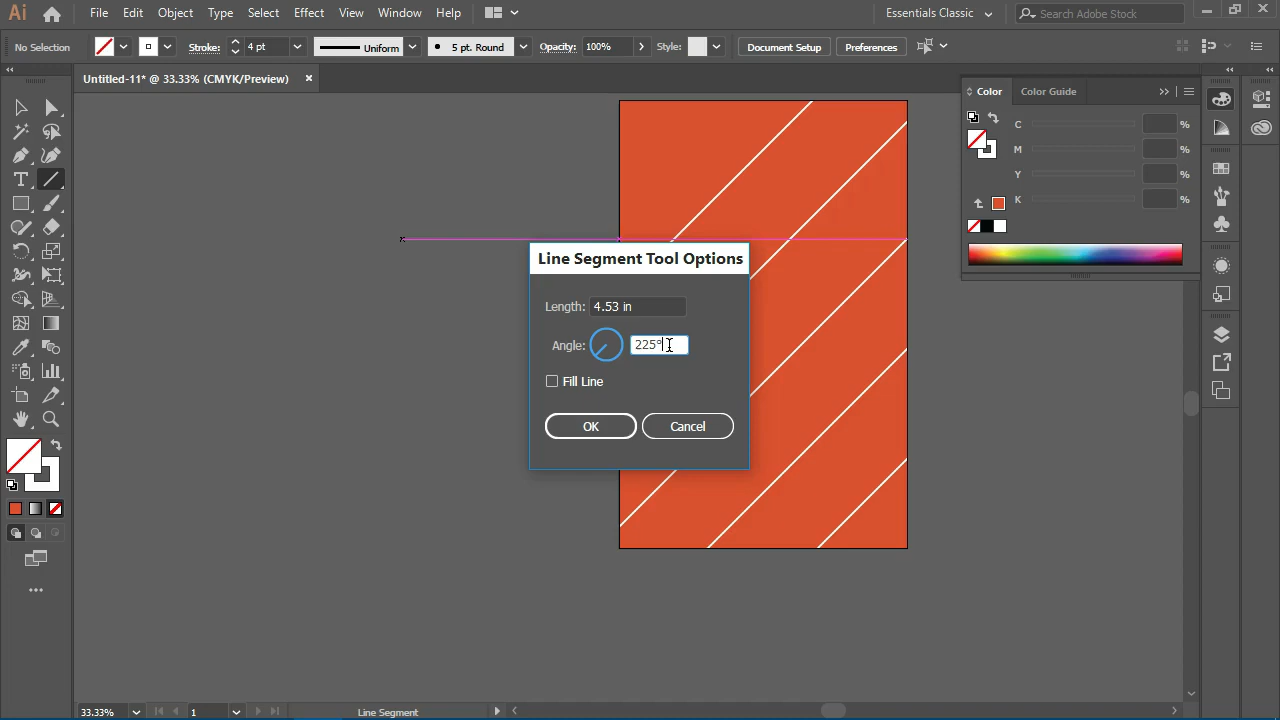 Ai File Edit Object Type Select Effect View Window Help Essentials Classic Search Adobe Stock
No Selection Stroke: 4 pt Uniform 5 pt. Round Opacity: 100% Style: Document Setup Preferences
Untitled-11* @ 33.33% (CMYK/Preview)
Color Color Guide
C %
M %
Y %
K %
Line Segment Tool Options
Length: 4.53 in
Angle: 225°
Fill Line
OK Cancel
33.33% 1 Line Segment